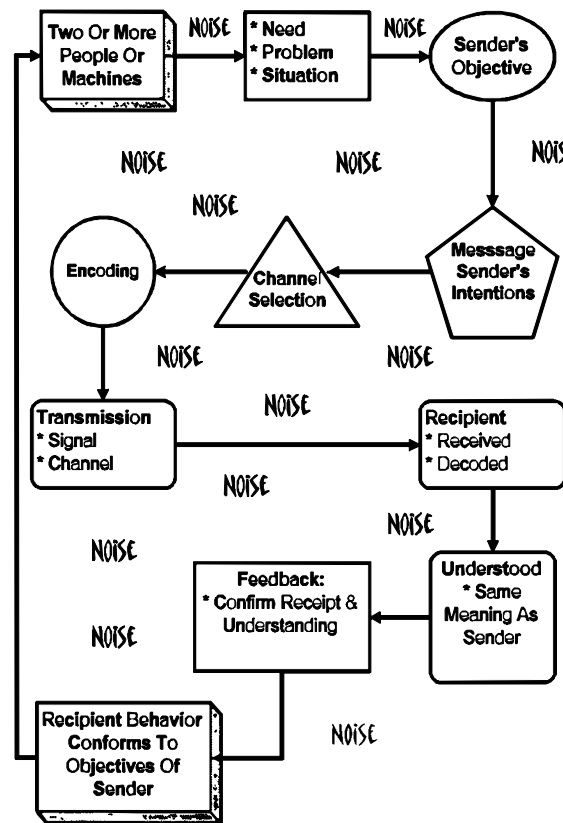 Two Or More
People Or
Machines
NOiSE
* Need
* Problem
* Situation
NOiSE
Sender's
Objective
NOiSE
NOiSE
NOiSE
NOiSE
Messsage
Sender's
Intentions
Channel
Selection
Encoding
NOiSE
NOiSE
NOiSE
Transmission
* Signal
* Channel
Recipient
* Received
* Decoded
NOiSE
NOiSE
NOiSE
Understood
* Same
Meaning As
Sender
Feedback:
* Confirm Receipt &
Understanding
NOiSE
Recipient Behavior
Conforms To
Objectives Of
Sender
NOiSE